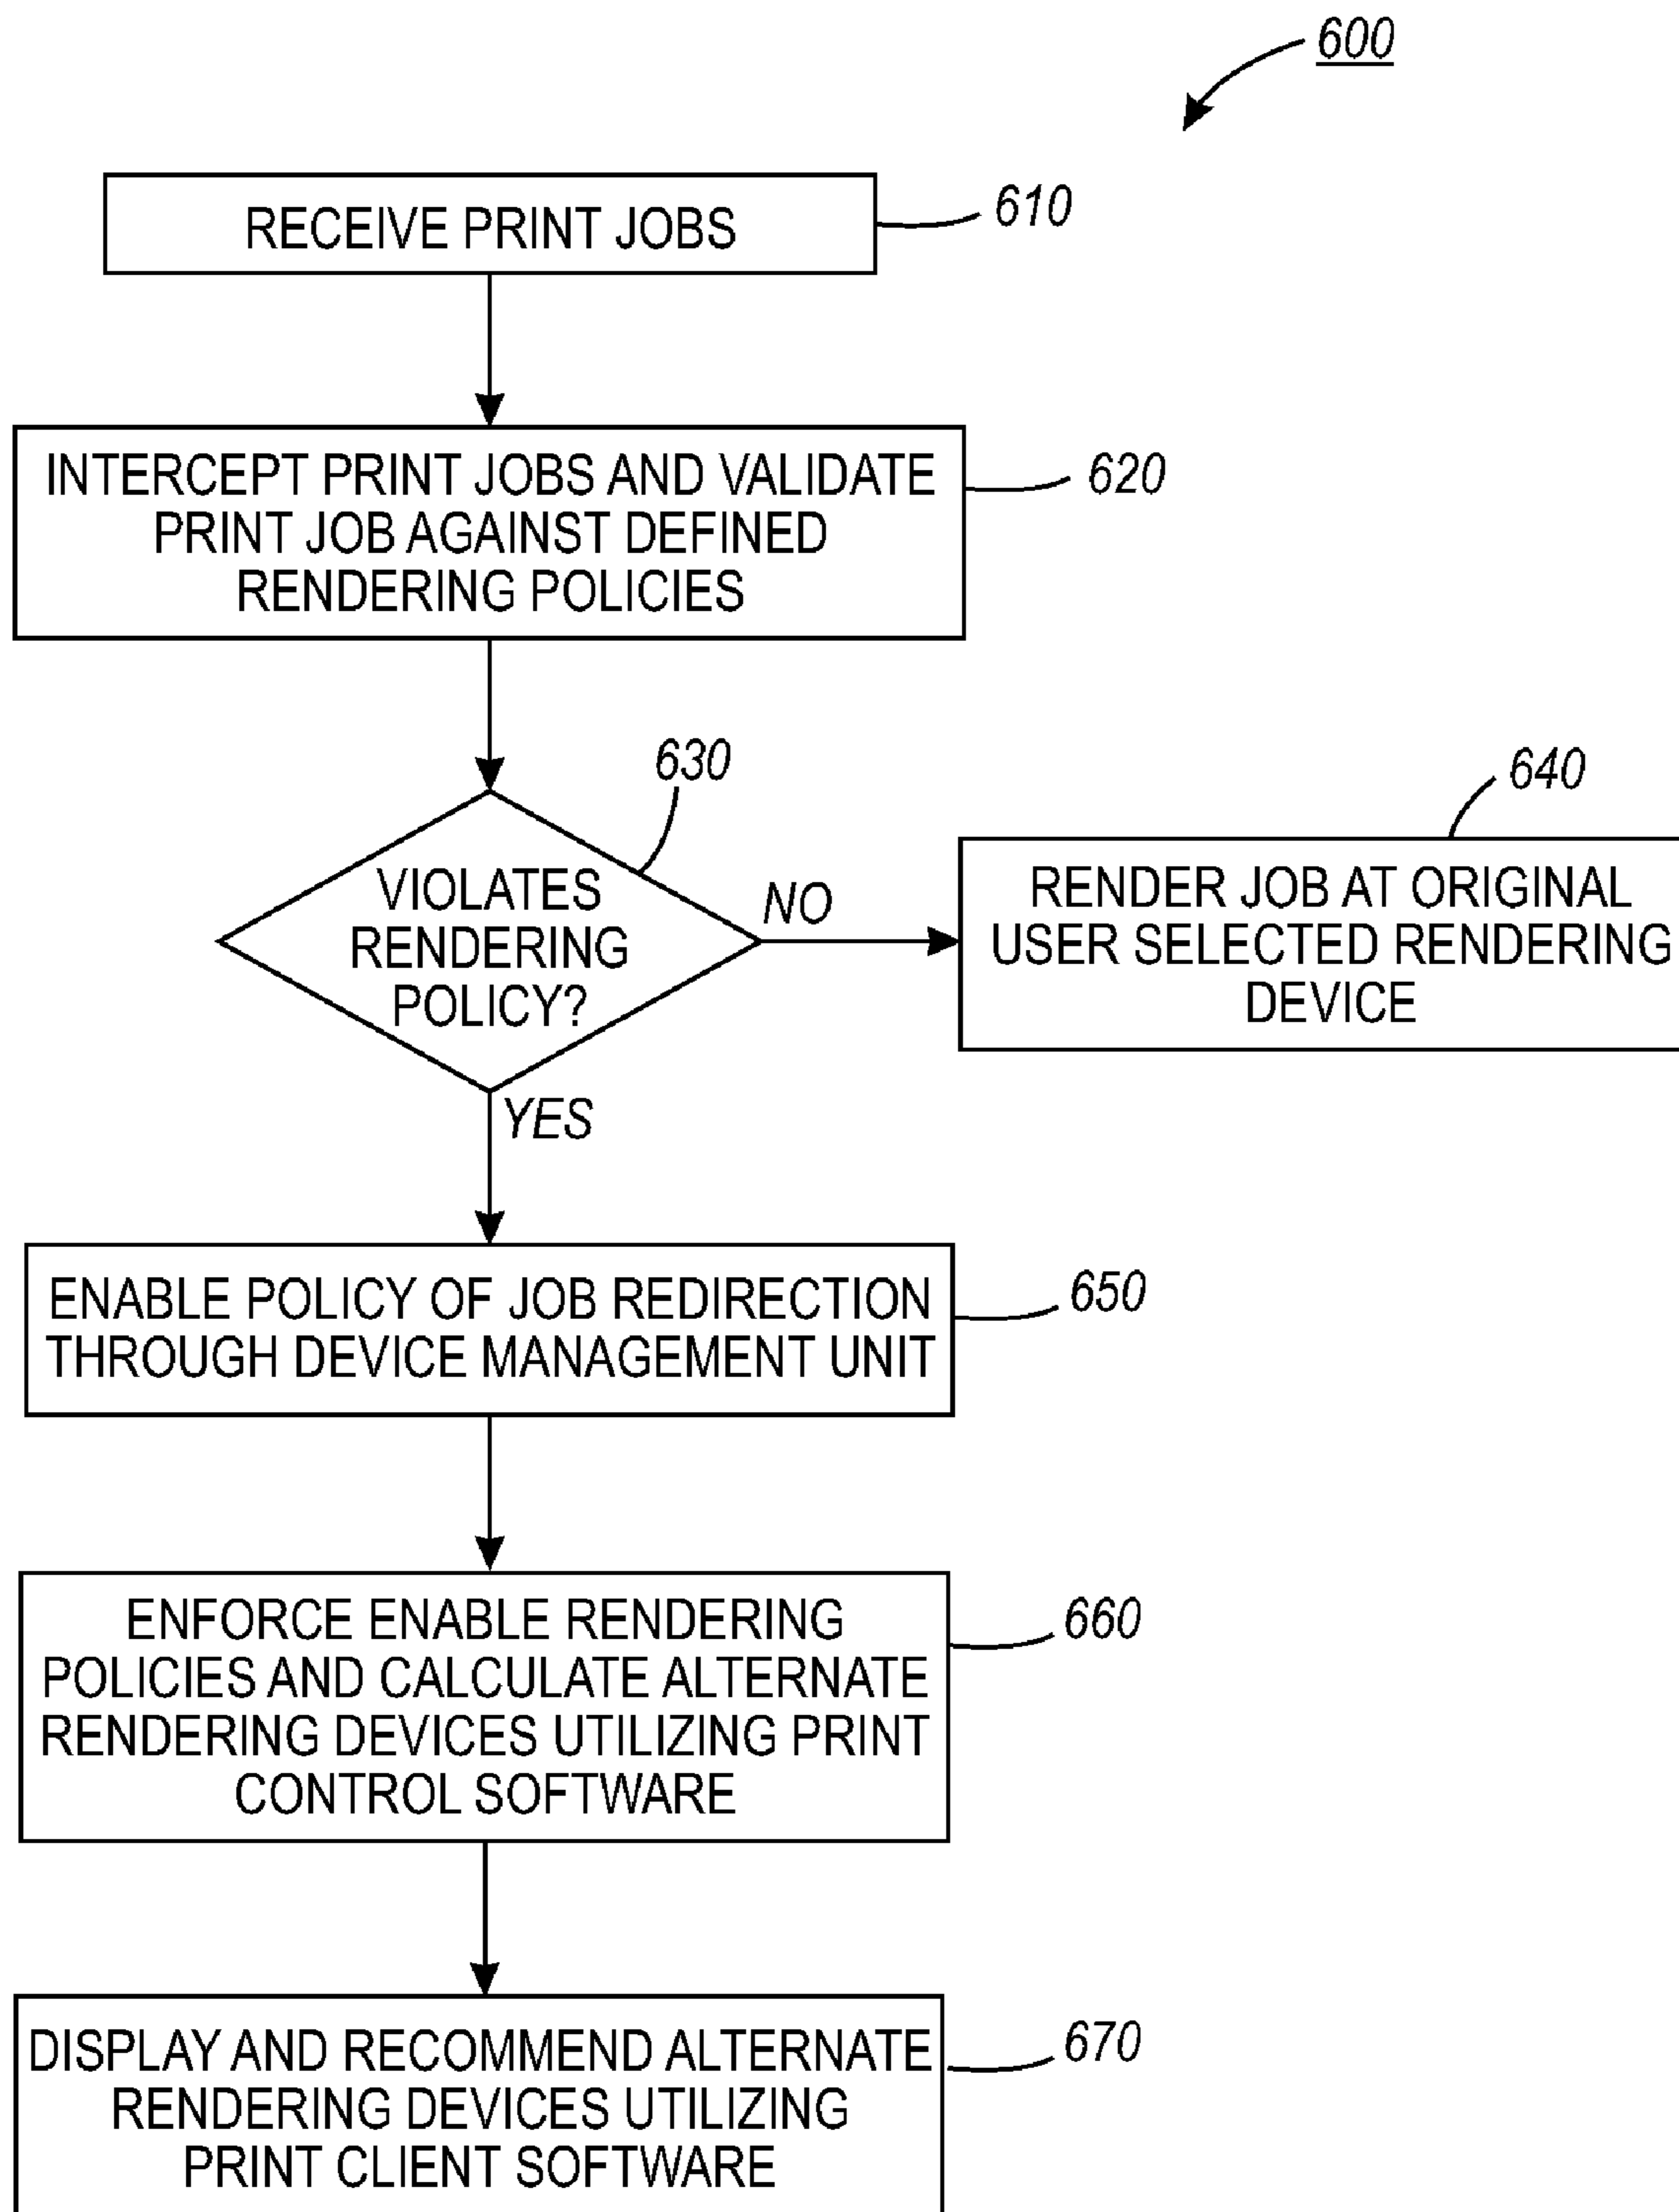 600
RECEIVE PRINT JOBS
610
INTERCEPT PRINT JOBS AND VALIDATE
PRINT JOB AGAINST DEFINED
RENDERING POLICIES
620
630
VIOLATES
RENDERING
POLICY?
NO
640
RENDER JOB AT ORIGINAL
USER SELECTED RENDERING
DEVICE
YES
ENABLE POLICY OF JOB REDIRECTION
THROUGH DEVICE MANAGEMENT UNIT
650
ENFORCE ENABLE RENDERING
POLICIES AND CALCULATE ALTERNATE
RENDERING DEVICES UTILIZING PRINT
CONTROL SOFTWARE
660
DISPLAY AND RECOMMEND ALTERNATE
RENDERING DEVICES UTILIZING
PRINT CLIENT SOFTWARE
670